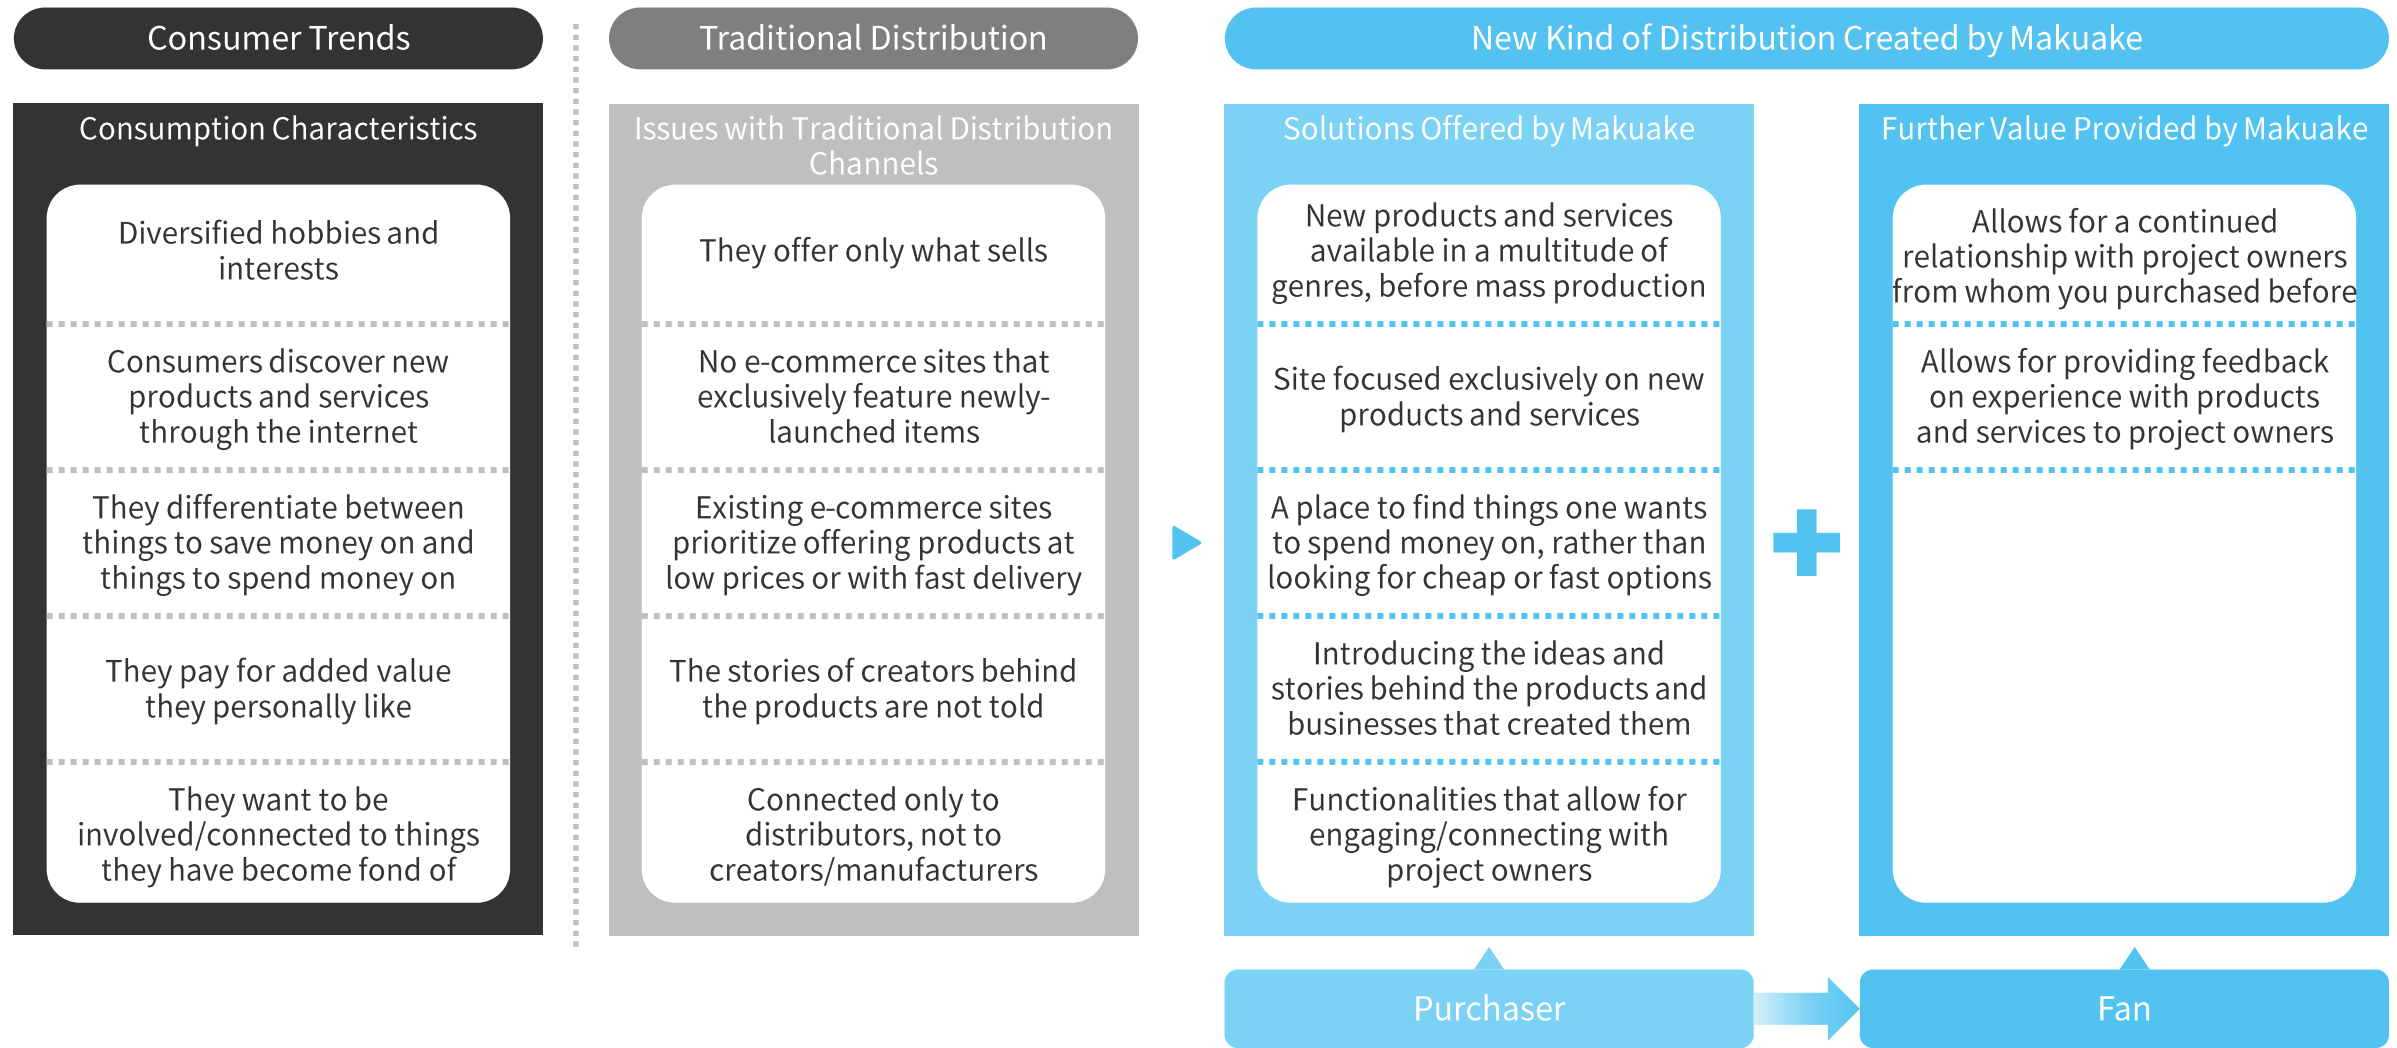 Consumer Trends
Consumption Characteristics
Diversified hobbies and
interests
Consumers discover new
products and services
through the internet
They differentiate between
things to save money on and
things to spend money on
They pay for added value
they personally like
They want to be
involved/connected to things
they have become fond of
Traditional Distribution
Issues with Traditional Distribution
Channels
They offer only what sells
No e-commerce sites that
exclusively feature newly-
launched items
Existing e-commerce sites
prioritize offering products at
low prices or with fast delivery
The stories of creators behind
the products are not told
Connected only to
distributors, not to
creators/manufacturers
New Kind of Distribution Created by Makuake
Solutions Offered by Makuake
New products and services
available in a multitude of
genres, before mass production
Site focused exclusively on new
products and services
A place to find things one wants
to spend money on, rather than
looking for cheap or fast options
Introducing the ideas and
stories behind the products and
businesses that created them
Functionalities that allow for
engaging/connecting with
project owners
Further Value Provided by Makuake
Allows for a continued
relationship with project owners
from whom you purchased before
Allows for providing feedback
on experience with products
and services to project owners
Purchaser
Fan